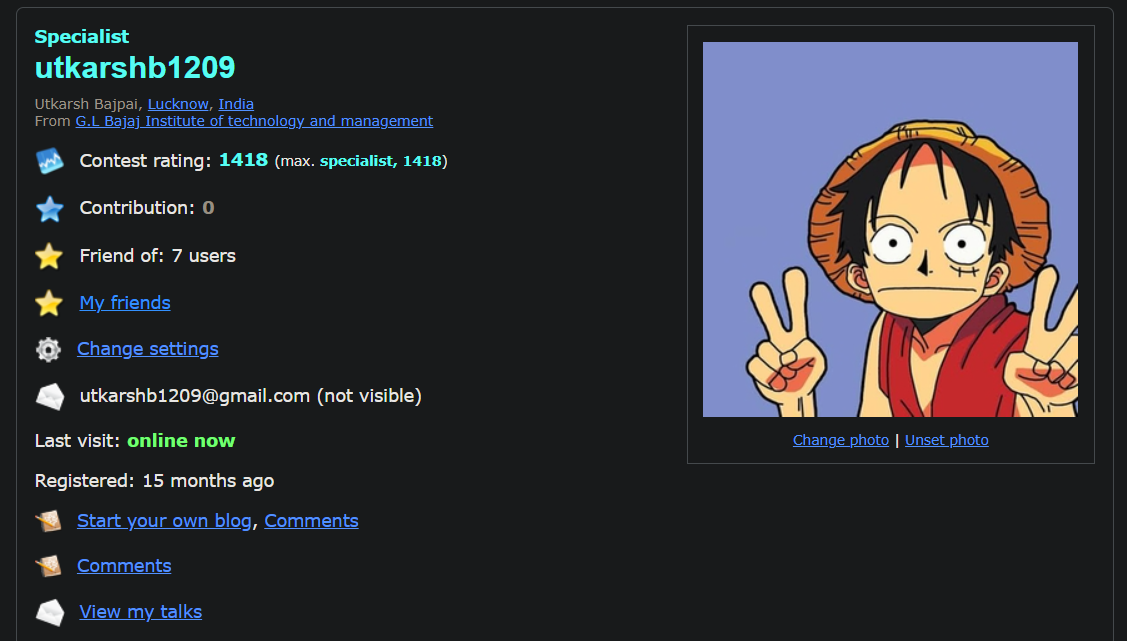 Specialist
utkarshb1209
Utkarsh Bajpai, Lucknow, India
From G.L Bajaj Institute of technology and management
Contest rating: 1418 (max. specialist, 1418)
Contribution: 0
Friend of: 7 users
My friends
Change settings
utkarshb1209@gmail.com (not visible)
Last visit: online now
Registered: 15 months ago
Start your own blog, Comments
Comments
View my talks
Change photo | Unset photo